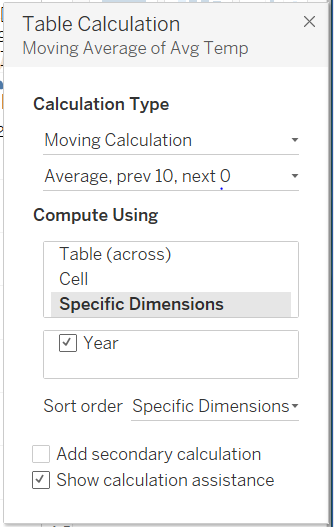 Table Calculation
Moving Average of Avg Temp
Calculation Type
Moving Calculation
Average, prev 10, next 0
Compute Using
Table (across)
Cell
Specific Dimensions
Year
Sort order Specific Dimensions
Add secondary calculation
Show calculation assistance